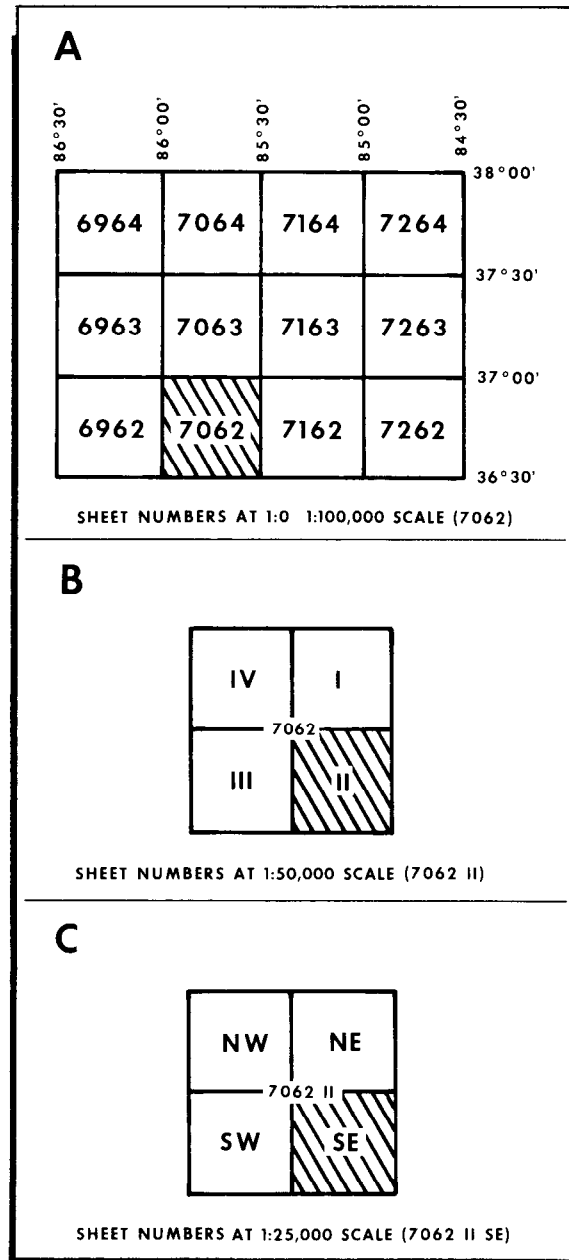 A
86°30' 86°00' 85°30' 85°00' 84°30'
38°00'
6964 7064 7164 7264
37°30'
6963 7063 7163 7263
37°00'
6962 7062 7162 7262
36°30'
SHEET NUMBERS AT 1:0 1:100,000 SCALE (7062)
B
IV I
7062
III II
SHEET NUMBERS AT 1:50,000 SCALE (7062 II)
C
NW NE
7062 II
SW SE
SHEET NUMBERS AT 1:25,000 SCALE (7062 II SE)